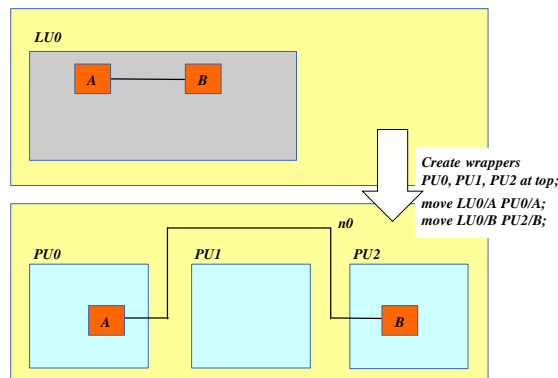 LU0
A
B
Create wrappers
PU0, PU1, PU2 at top;
move LU0/A PU0/A;
move LU0/B PU2/B;
n0
PU0
PU1
PU2
A
B